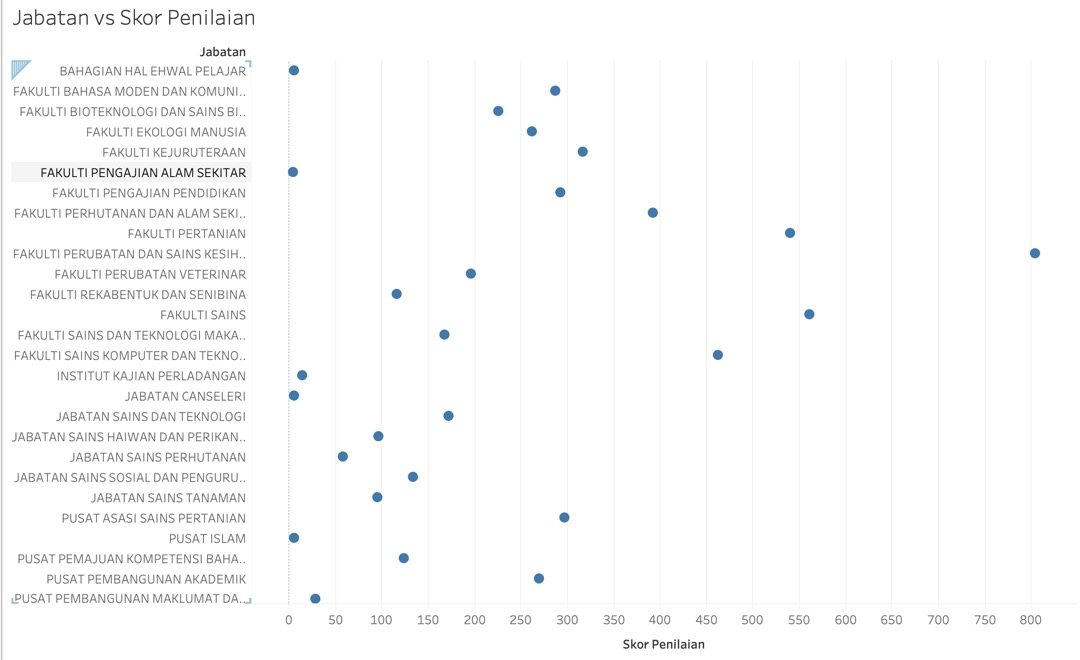 Jabatan vs Skor Penilaian
Jabatan
BAHAGIAN HAL EHWAL PELAJAR
FAKULTI BAHASA MODEN DAN KOMUNI..
FAKULTI BIOTEKNOLOGI DAN SAINS BI..
FAKULTI EKOLOGI MANUSIA
FAKULTI KEJURUTERAAN
FAKULTI PENGAJIAN ALAM SEKITAR
FAKULTI PENGAJIAN PENDIDIKAN
FAKULTI PERHUTANAN DAN ALAM SEKI..
FAKULTI PERTANIAN
FAKULTI PERUBATAN DAN SAINS KESIH..
FAKULTI PERUBATAN VETERINAR
FAKULTI REKABENTUK DAN SENIBINA
FAKULTI SAINS
FAKULTI SAINS DAN TEKNOLOGI MAKA..
FAKULTI SAINS KOMPUTER DAN TEKNO..
INSTITUT KAJIAN PERLADANGAN
JABATAN CANSELERI
JABATAN SAINS DAN TEKNOLOGI
JABATAN SAINS HAIWAN DAN PERIKAN..
JABATAN SAINS PERHUTANAN
JABATAN SAINS SOSIAL DAN PENGURU..
JABATAN SAINS TANAMAN
PUSAT ASASI SAINS PERTANIAN
PUSAT ISLAM
PUSAT PEMAJUAN KOMPETENSI BAHA..
PUSAT PEMBANGUNAN AKADEMIK
PUSAT PEMBANGUNAN MAKLUMAT DA..
0 50 100 150 200 250 300 350 400 450 500 550 600 650 700 750 800
Skor Penilaian